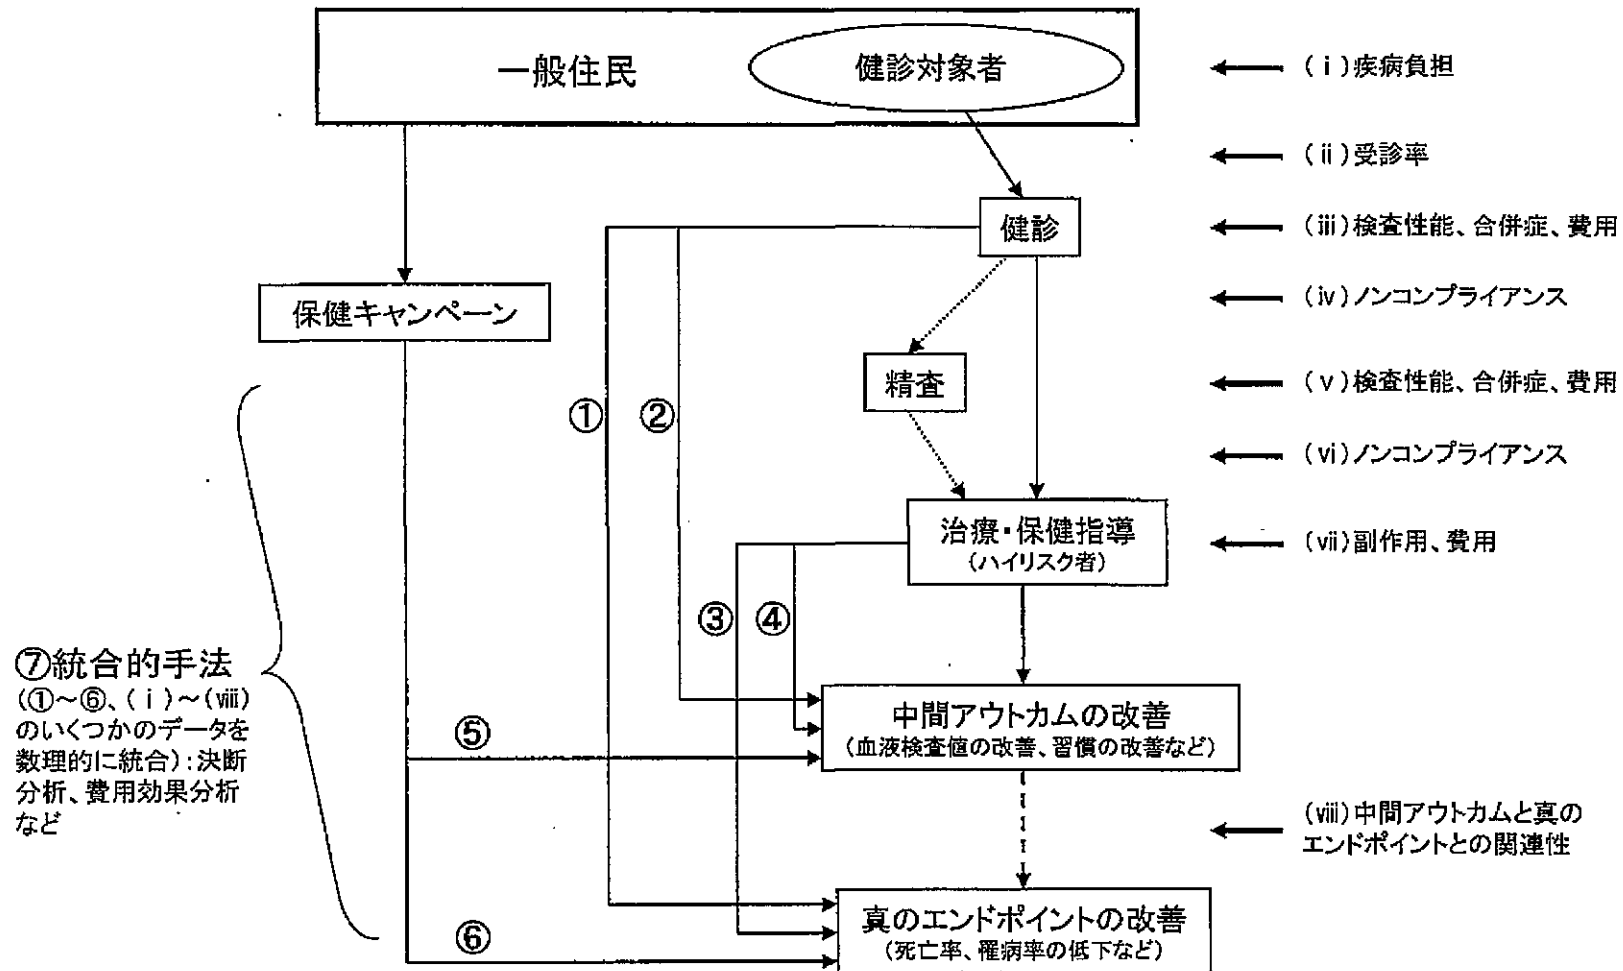 一般住民
健診対象者
(ⅰ)疾病負担
(ⅱ)受診率
健診
(ⅲ)検査性能、合併症、費用
保健キャンペーン
(ⅳ)ノンコンプライアンス
精査
(ⅴ)検査性能、合併症、費用
①
②
(ⅵ)ノンコンプライアンス
治療・保健指導
(ハイリスク者)
(ⅶ)副作用、費用
③
④
⑦統合的手法
(①~⑥、(ⅰ)~(ⅷ)
のいくつかのデータを
数理的に統合):決断
分析、費用効果分析
など
⑤
中間アウトカムの改善
(血液検査値の改善、習慣の改善など)
(ⅷ)中間アウトカムと真の
エンドポイントとの関連性
⑥
真のエンドポイントの改善
(死亡率、罹病率の低下など)